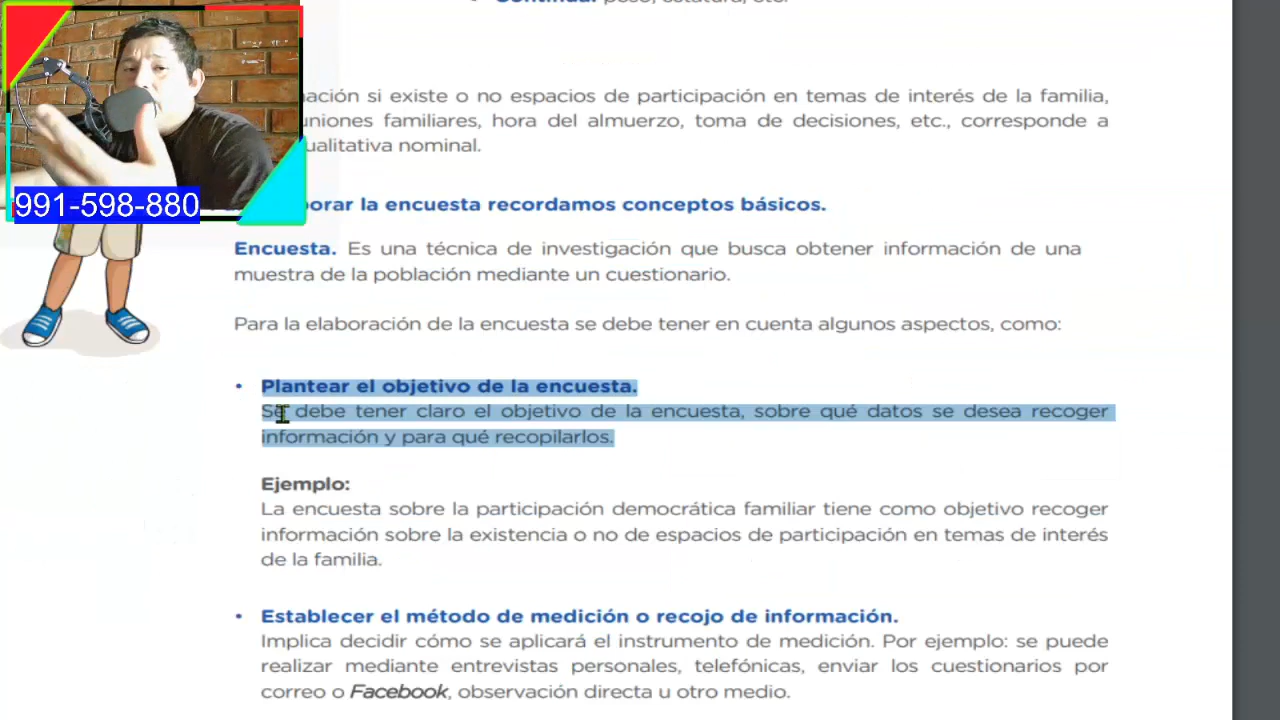 Continua: peso, estatura, etc.
nación si existe o no espacios de participación en temas de interés de la familia,
uniones familiares, hora del almuerzo, toma de decisiones, etc., corresponde a
ualitativa nominal.
991-598-880
borar la encuesta recordamos conceptos básicos.
Encuesta. Es una técnica de investigación que busca obtener información de una
muestra de la población mediante un cuestionario.
Para la elaboración de la encuesta se debe tener en cuenta algunos aspectos, como:
• Plantear el objetivo de la encuesta.
Se debe tener claro el objetivo de la encuesta, sobre qué datos se desea recoger
información y para qué recopilarlos.
Ejemplo:
La encuesta sobre la participación democrática familiar tiene como objetivo recoger
información sobre la existencia o no de espacios de participación en temas de interés
de la familia.
• Establecer el método de medición o recojo de información.
Implica decidir cómo se aplicará el instrumento de medición. Por ejemplo: se puede
realizar mediante entrevistas personales, telefónicas, enviar los cuestionarios por
correo o Facebook, observación directa u otro medio.